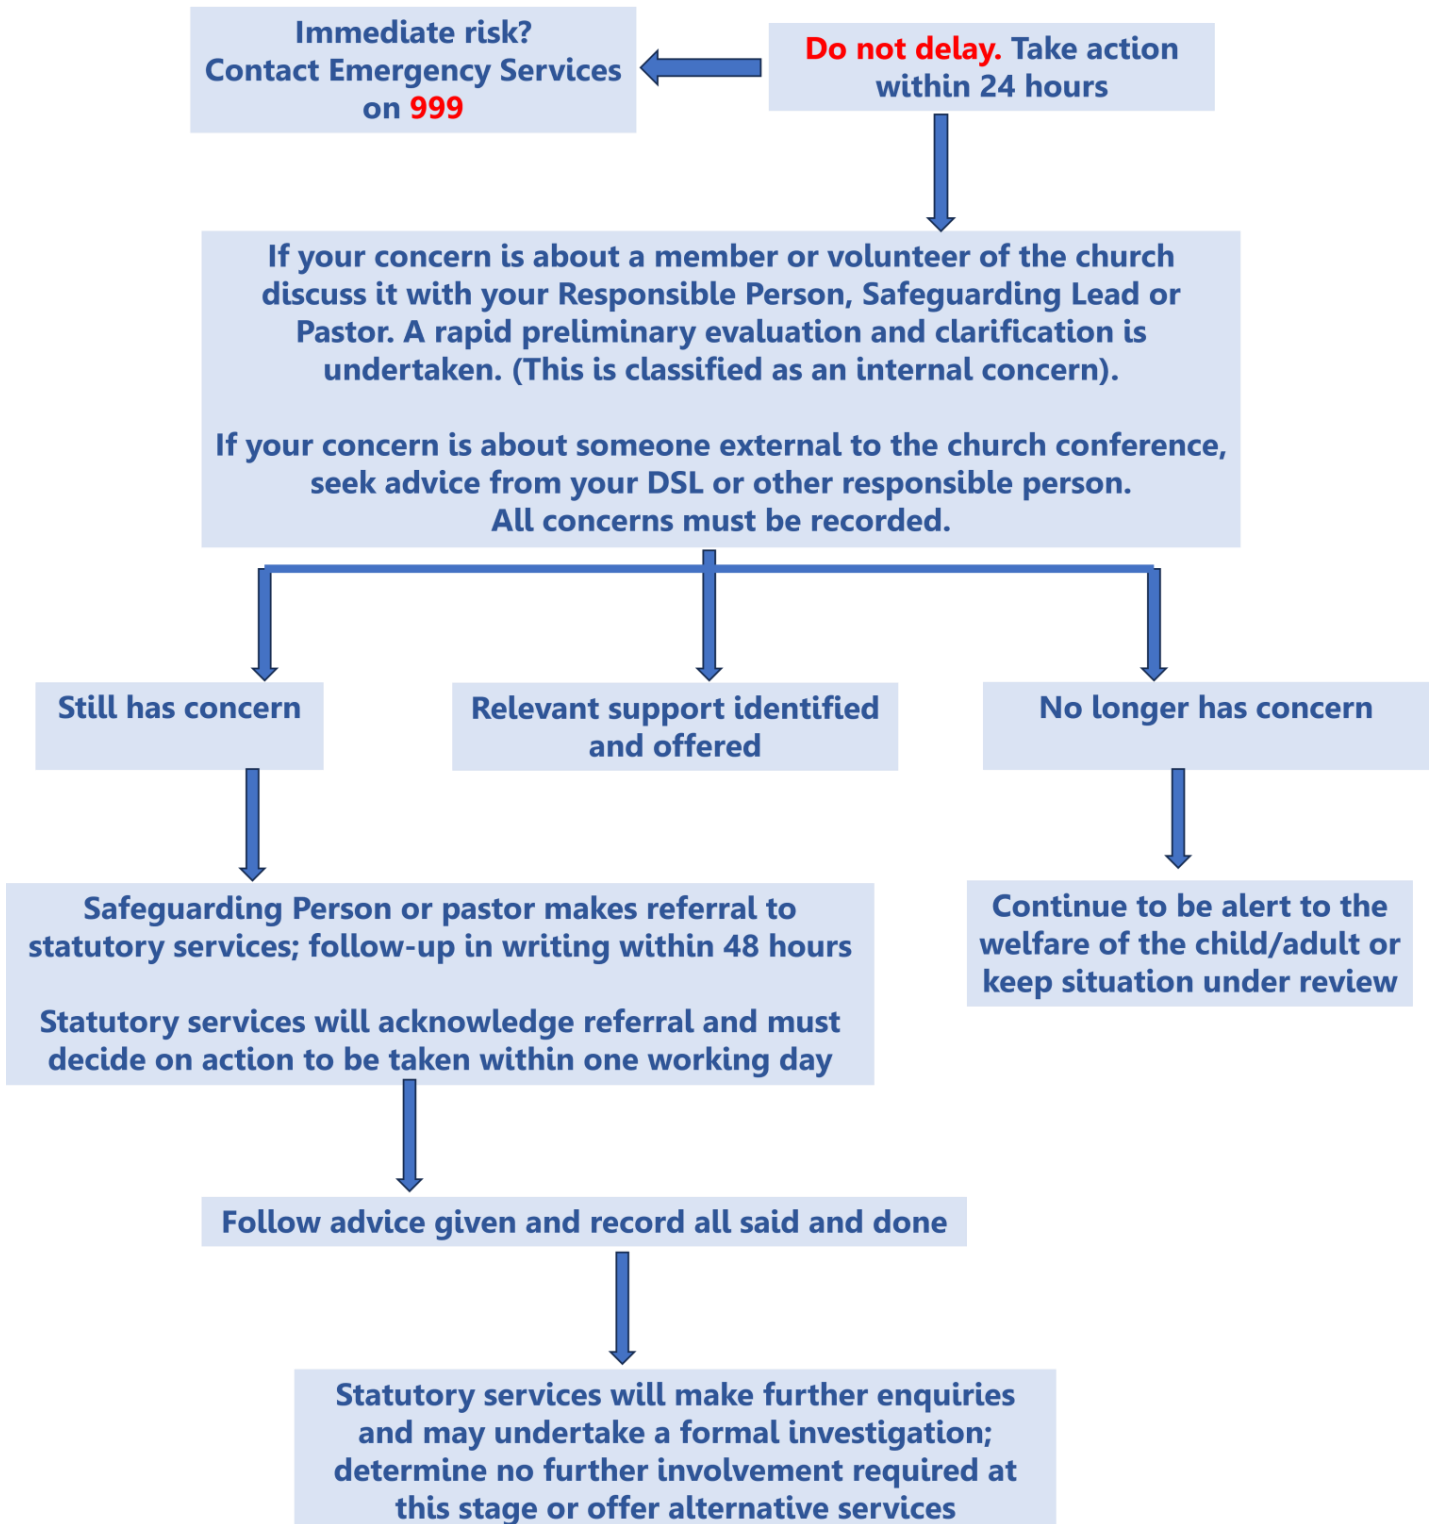 Immediate risk?
Contact Emergency Services
on 999
Do not delay. Take action
within 24 hours
If your concern is about a member or volunteer of the church
discuss it with your Responsible Person, Safeguarding Lead or
Pastor. A rapid preliminary evaluation and clarification is
undertaken. (This is classified as an internal concern).
If your concern is about someone external to the church conference,
seek advice from your DSL or other responsible person.
All concerns must be recorded.
Still has concern
Relevant support identified
and offered
No longer has concern
Safeguarding Person or pastor makes referral to
statutory services; follow-up in writing within 48 hours
Statutory services will acknowledge referral and must
decide on action to be taken within one working day
Continue to be alert to the
welfare of the child/adult or
keep situation under review
Follow advice given and record all said and done
Statutory services will make further enquiries
and may undertake a formal investigation;
determine no further involvement required at
this stage or offer alternative services